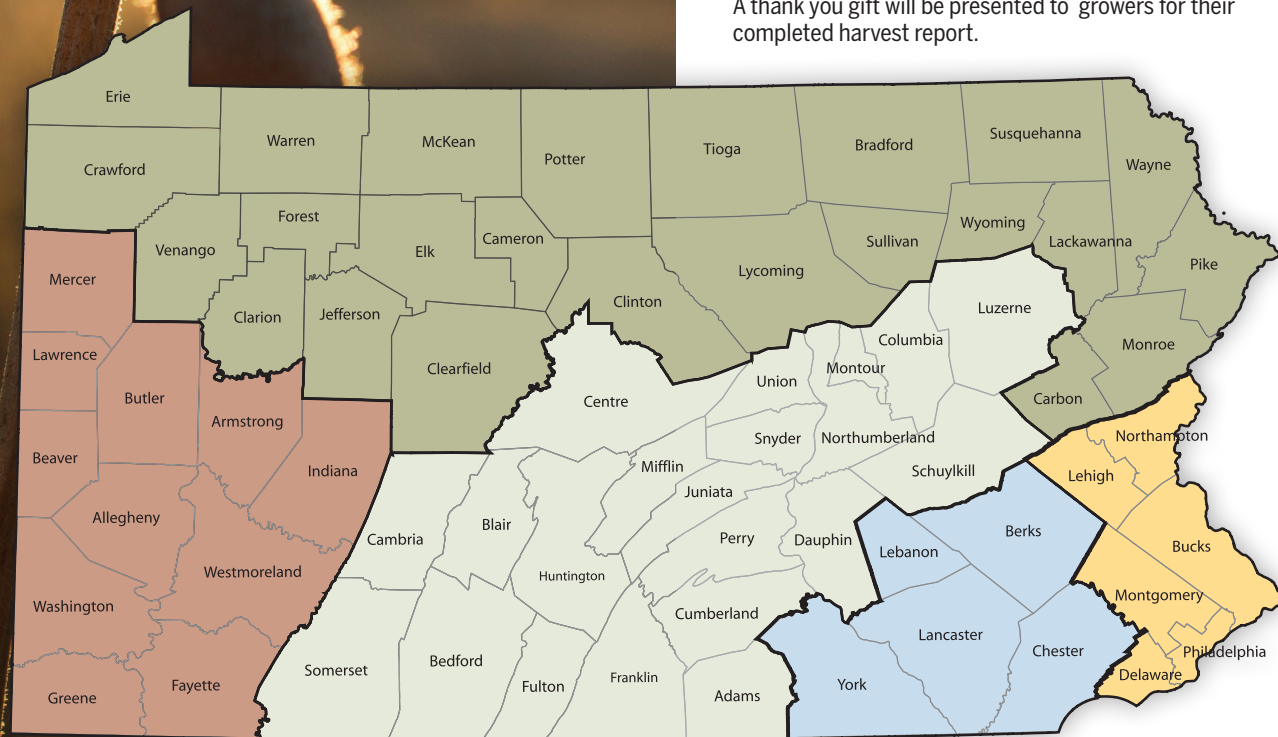 A thank you gift will be presented to growers for their
completed harvest report.
Erie
Crawford
Warren
McKean
Potter
Tioga
Bradford
Susquehanna
Wayne
Venango
Forest
Elk
Cameron
Clinton
Lycoming
Sullivan
Wyoming
Lackawanna
Pike
Clarion
Jefferson
Clearfield
Monroe
Carbon
Mercer
Lawrence
Butler
Armstrong
Indiana
Beaver
Allegheny
Westmoreland
Washington
Greene
Fayette
Centre
Union
Montour
Columbia
Luzerne
Snyder
Northumberland
Schuylkill
Mifflin
Juniata
Cambria
Blair
Huntington
Perry
Dauphin
Cumberland
Somerset
Bedford
Fulton
Franklin
Adams
Lebanon
Berks
Lancaster
Chester
York
Northampton
Lehigh
Bucks
Montgomery
Philadelphia
Delaware